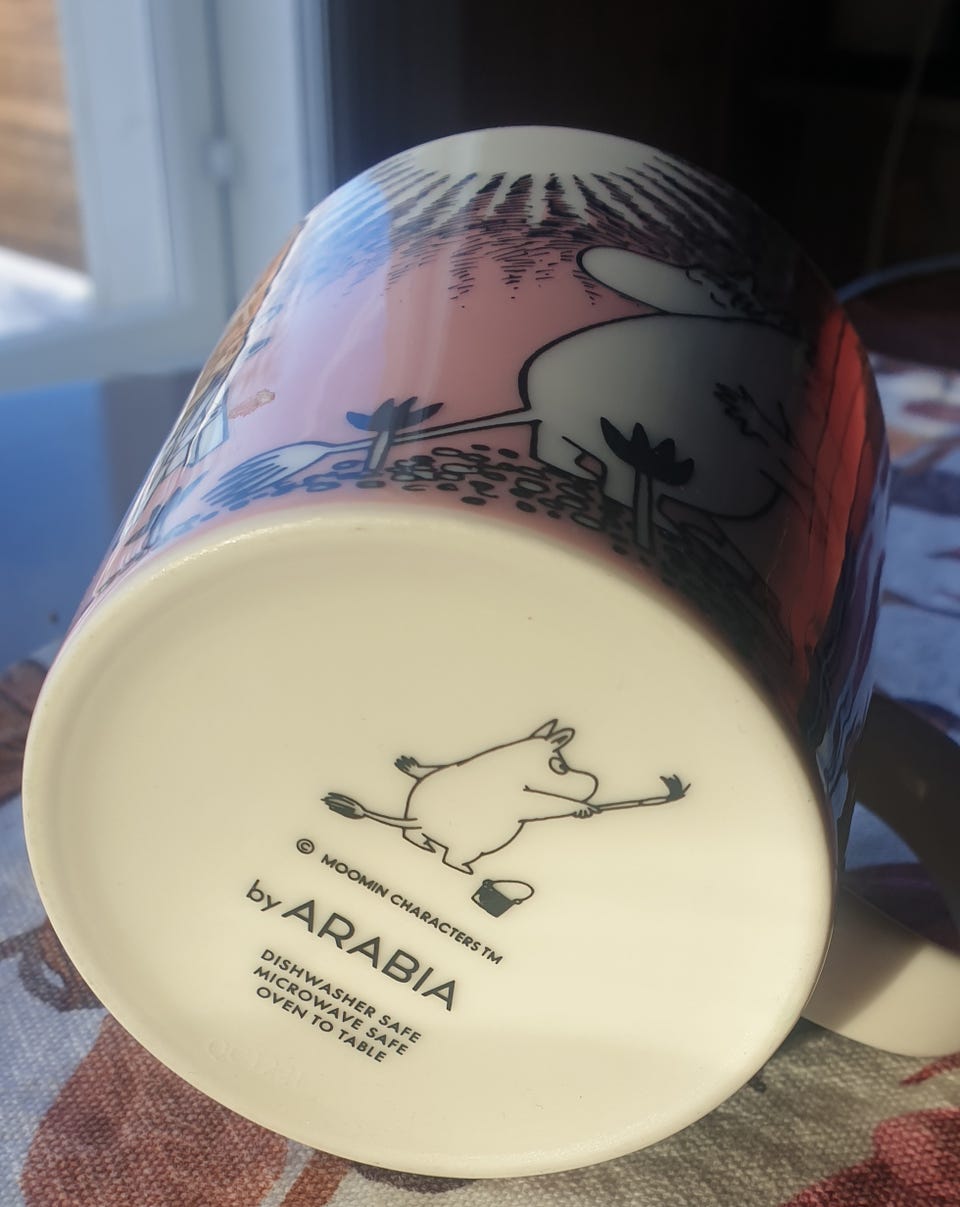 © MOOMIN CHARACTERS™
by ARABIA
DISHWASHER SAFE
MICROWAVE SAFE
OVEN TO TABLE